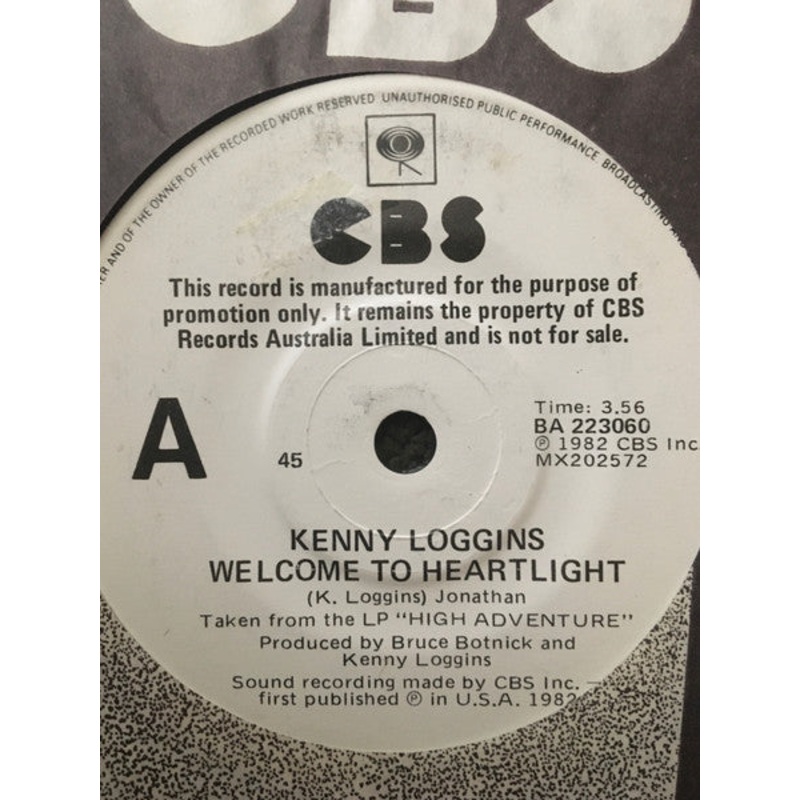 CBS
ER AND OF THE OWNER OF THE RECORDED WORK RESERVED UNAUTHORISED PUBLIC PERFORMANCE BROADCASTING
CBS
This record is manufactured for the purpose of
promotion only. It remains the property of CBS
Records Australia Limited and is not for sale.
A
45
Time: 3.56
BA 223060
℗ 1982 CBS Inc
MX202572
KENNY LOGGINS
WELCOME TO HEARTLIGHT
(K. Loggins) Jonathan
Taken from the LP "HIGH ADVENTURE"
Produced by Bruce Botnick and
Kenny Loggins
Sound recording made by CBS Inc. —
first published ℗ in U.S.A. 1982